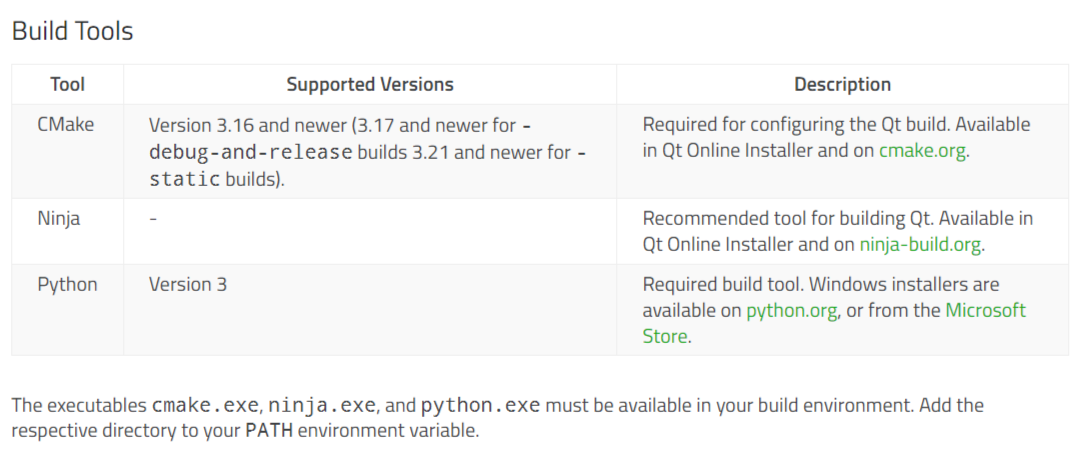 Build Tools
Tool Supported Versions Description
CMake Version 3.16 and newer (3.17 and newer for -
debug-and-release builds 3.21 and newer for -
static builds).
Required for configuring the Qt build. Available
in Qt Online Installer and on cmake.org.
Ninja - Recommended tool for building Qt. Available in
Qt Online Installer and on ninja-build.org.
Python Version 3 Required build tool. Windows installers are
available on python.org, or from the Microsoft
Store.
The executables cmake.exe, ninja.exe, and python.exe must be available in your build environment. Add the
respective directory to your PATH environment variable.